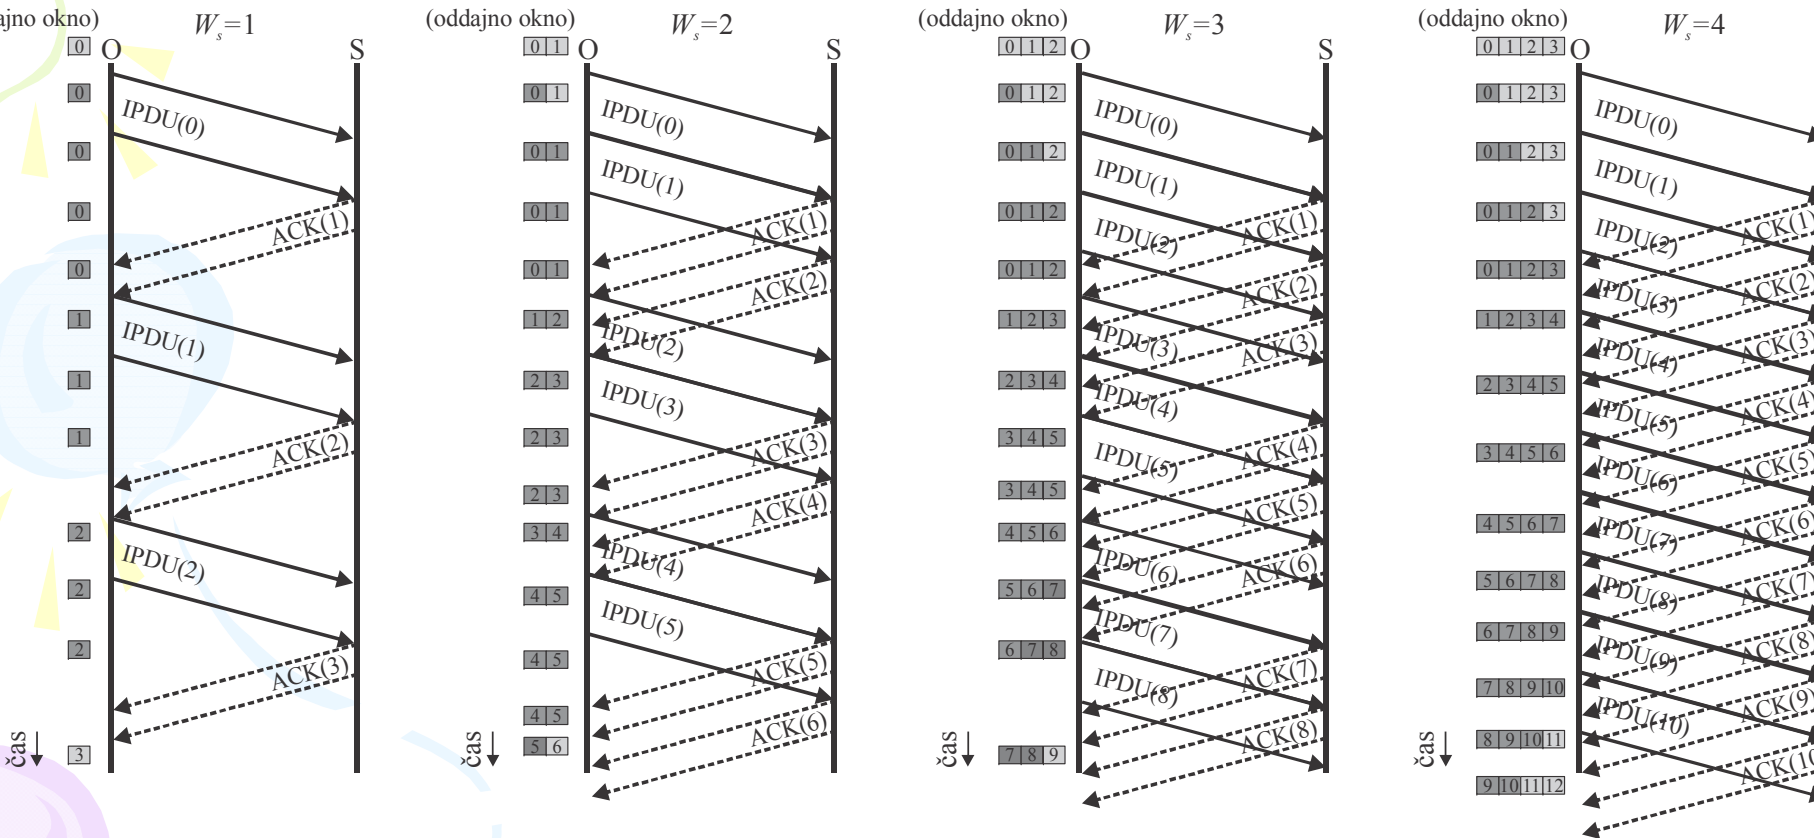 ajno okno)
W_s=1
0
O
S
0
IPDU(0)
0
0
ACK(1)
0
1
IPDU(1)
1
1
ACK(2)
2
IPDU(2)
2
2
ACK(3)
čas
3
(oddajno okno)
W_s=2
0 1
O
S
0 1
IPDU(0)
0 1
IPDU(1)
0 1
ACK(1)
0 1
ACK(2)
1 2
IPDU(2)
2 3
IPDU(3)
2 3
ACK(3)
2 3
ACK(4)
3 4
IPDU(4)
4 5
IPDU(5)
4 5
ACK(5)
4 5
ACK(6)
5 6
čas
(oddajno okno)
W_s=3
0 1 2
O
S
0 1 2
IPDU(0)
0 1 2
IPDU(1)
0 1 2
ACK(1)
IPDU(2)
0 1 2
ACK(2)
1 2 3
IPDU(3)
ACK(3)
2 3 4
IPDU(4)
3 4 5
ACK(4)
IPDU(5)
3 4 5
ACK(5)
4 5 6
IPDU(6)
ACK(6)
5 6 7
IPDU(7)
6 7 8
ACK(7)
IPDU(8)
ACK(8)
7 8 9
čas
(oddajno okno)
W_s=4
0 1 2 3
O
0 1 2 3
IPDU(0)
0 1 2 3
IPDU(1)
0 1 2 3
ACK(1)
IPDU(2)
0 1 2 3
ACK(2)
IPDU(3)
1 2 3 4
ACK(3)
IPDU(4)
2 3 4 5
ACK(4)
IPDU(5)
3 4 5 6
ACK(5)
IPDU(6)
4 5 6 7
ACK(6)
IPDU(7)
5 6 7 8
ACK(7)
IPDU(8)
6 7 8 9
ACK(8)
IPDU(9)
7 8 9 10
ACK(9)
IPDU(10)
8 9 10 11
ACK(10
9 10 11 12
čas